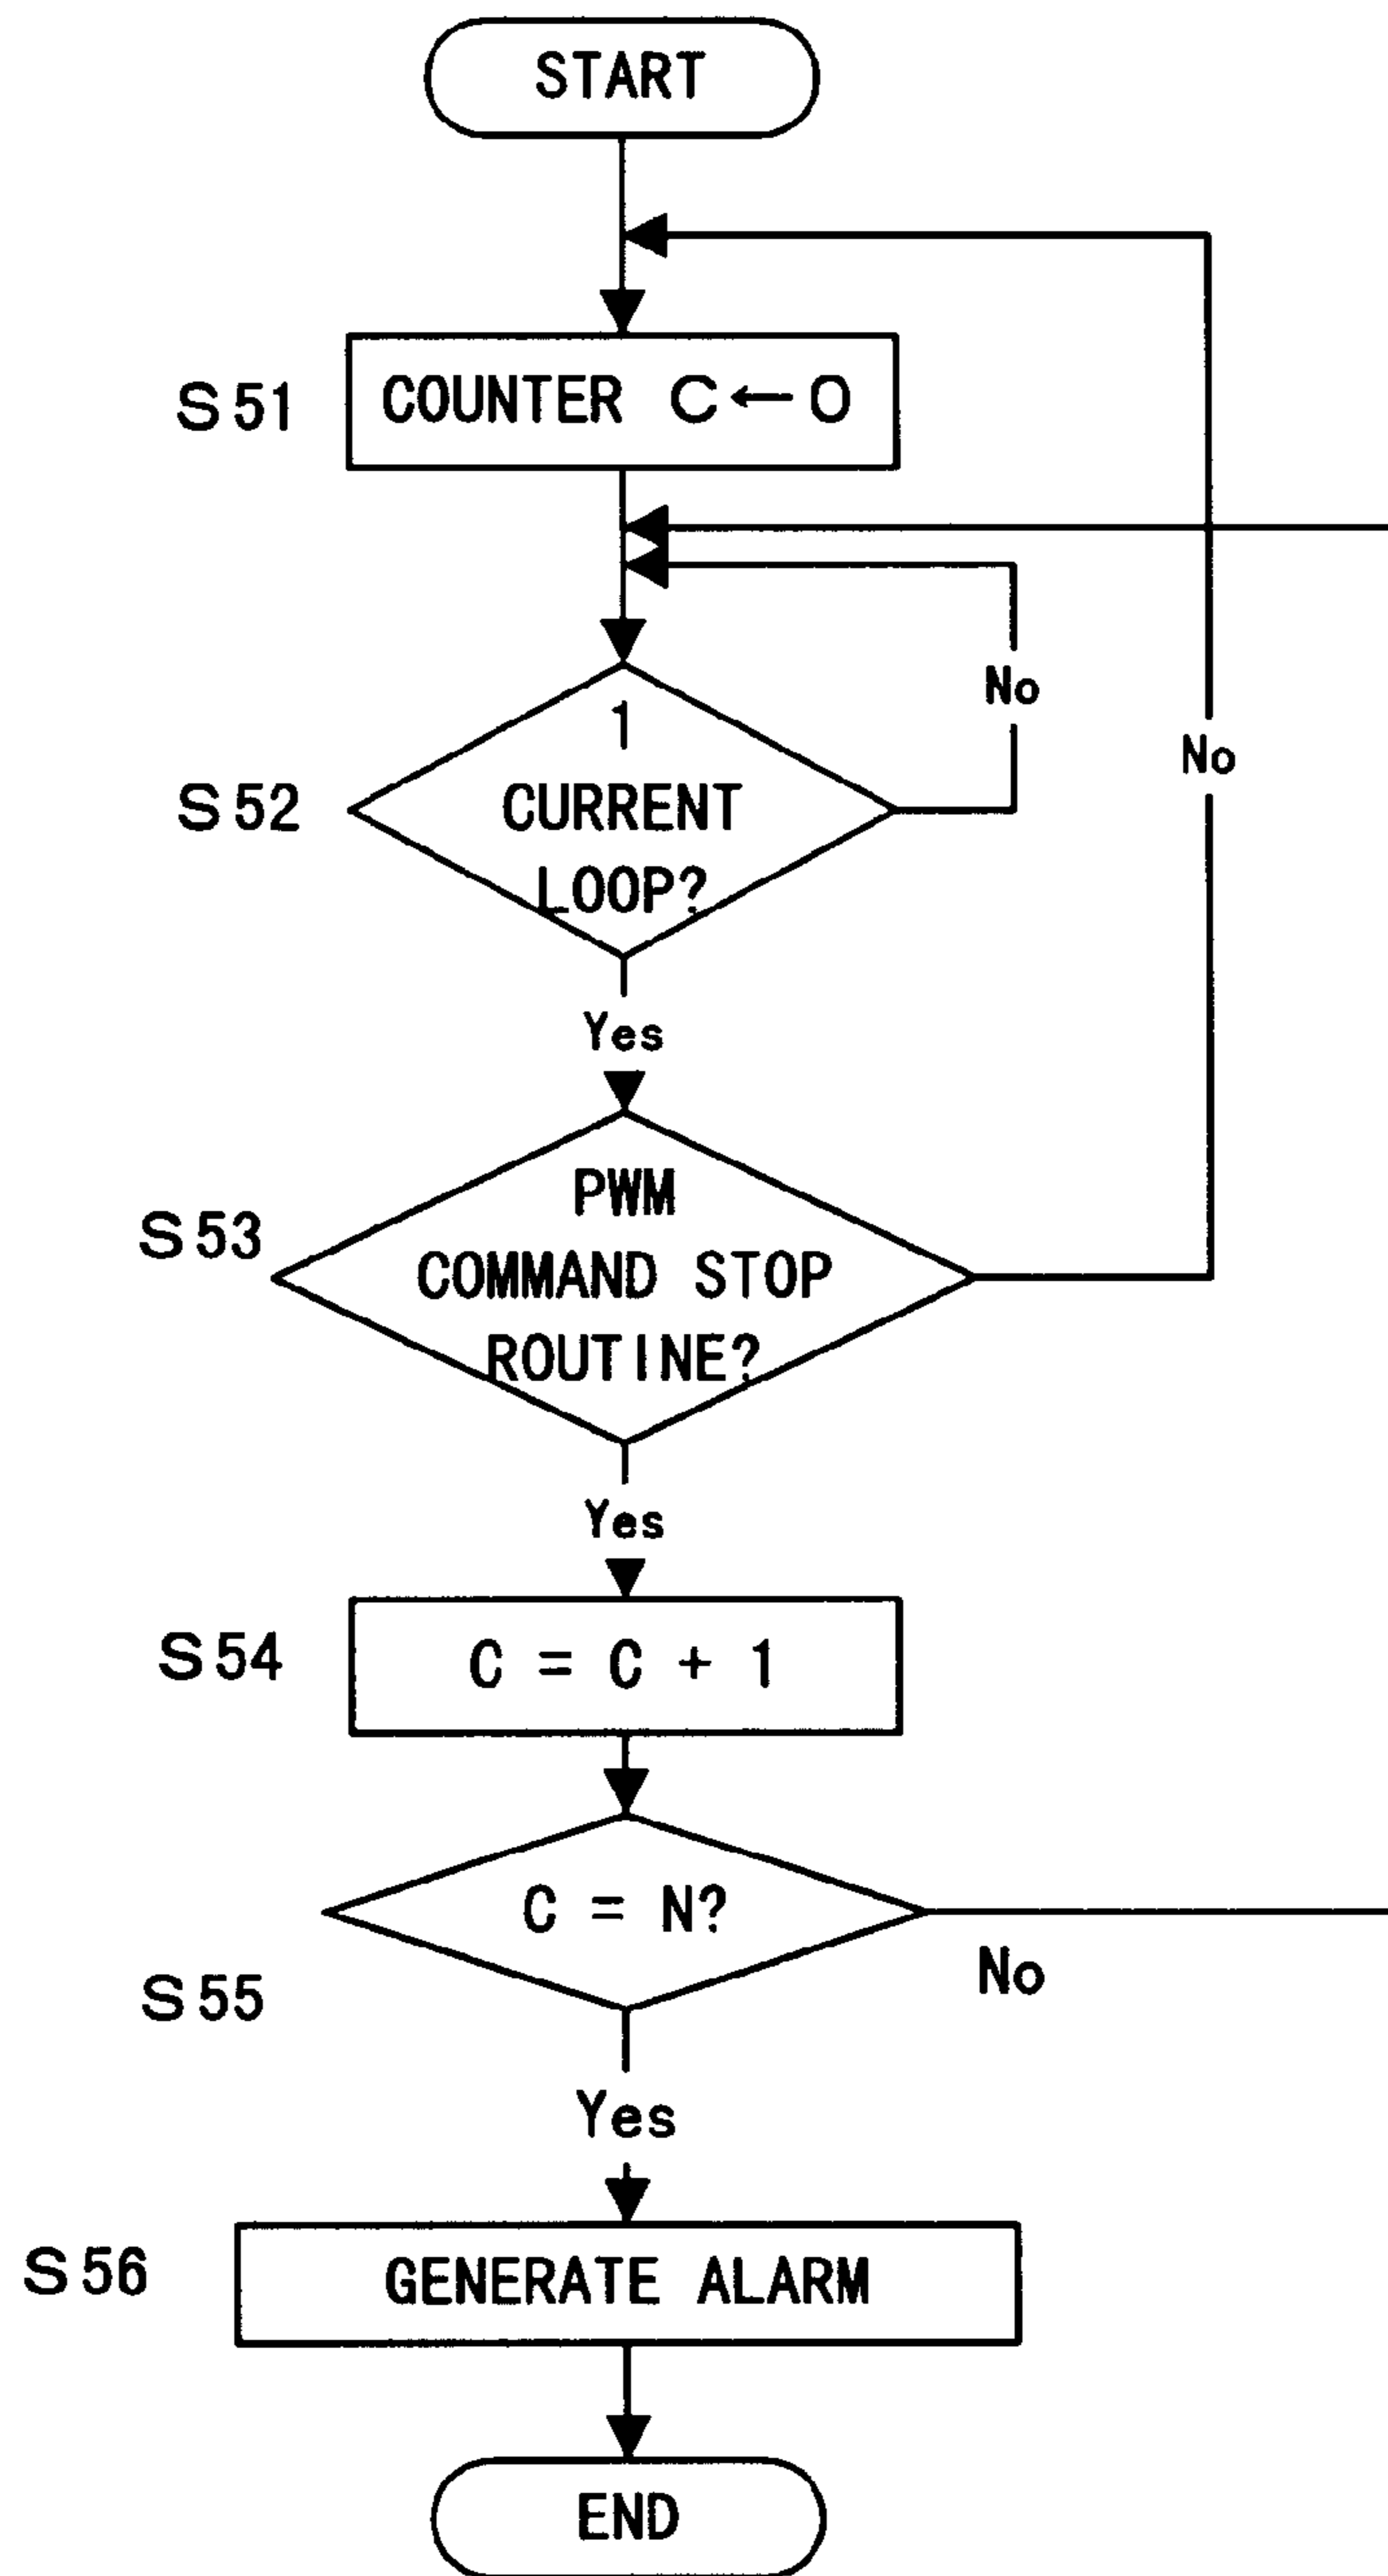 START
S51
COUNTER C←0
1
No
S52
CURRENT
LOOP?
No
Yes
PWM
S53
COMMAND STOP
ROUTINE?
Yes
S54
C = C + 1
C = N?
No
S55
Yes
S56
GENERATE ALARM
END